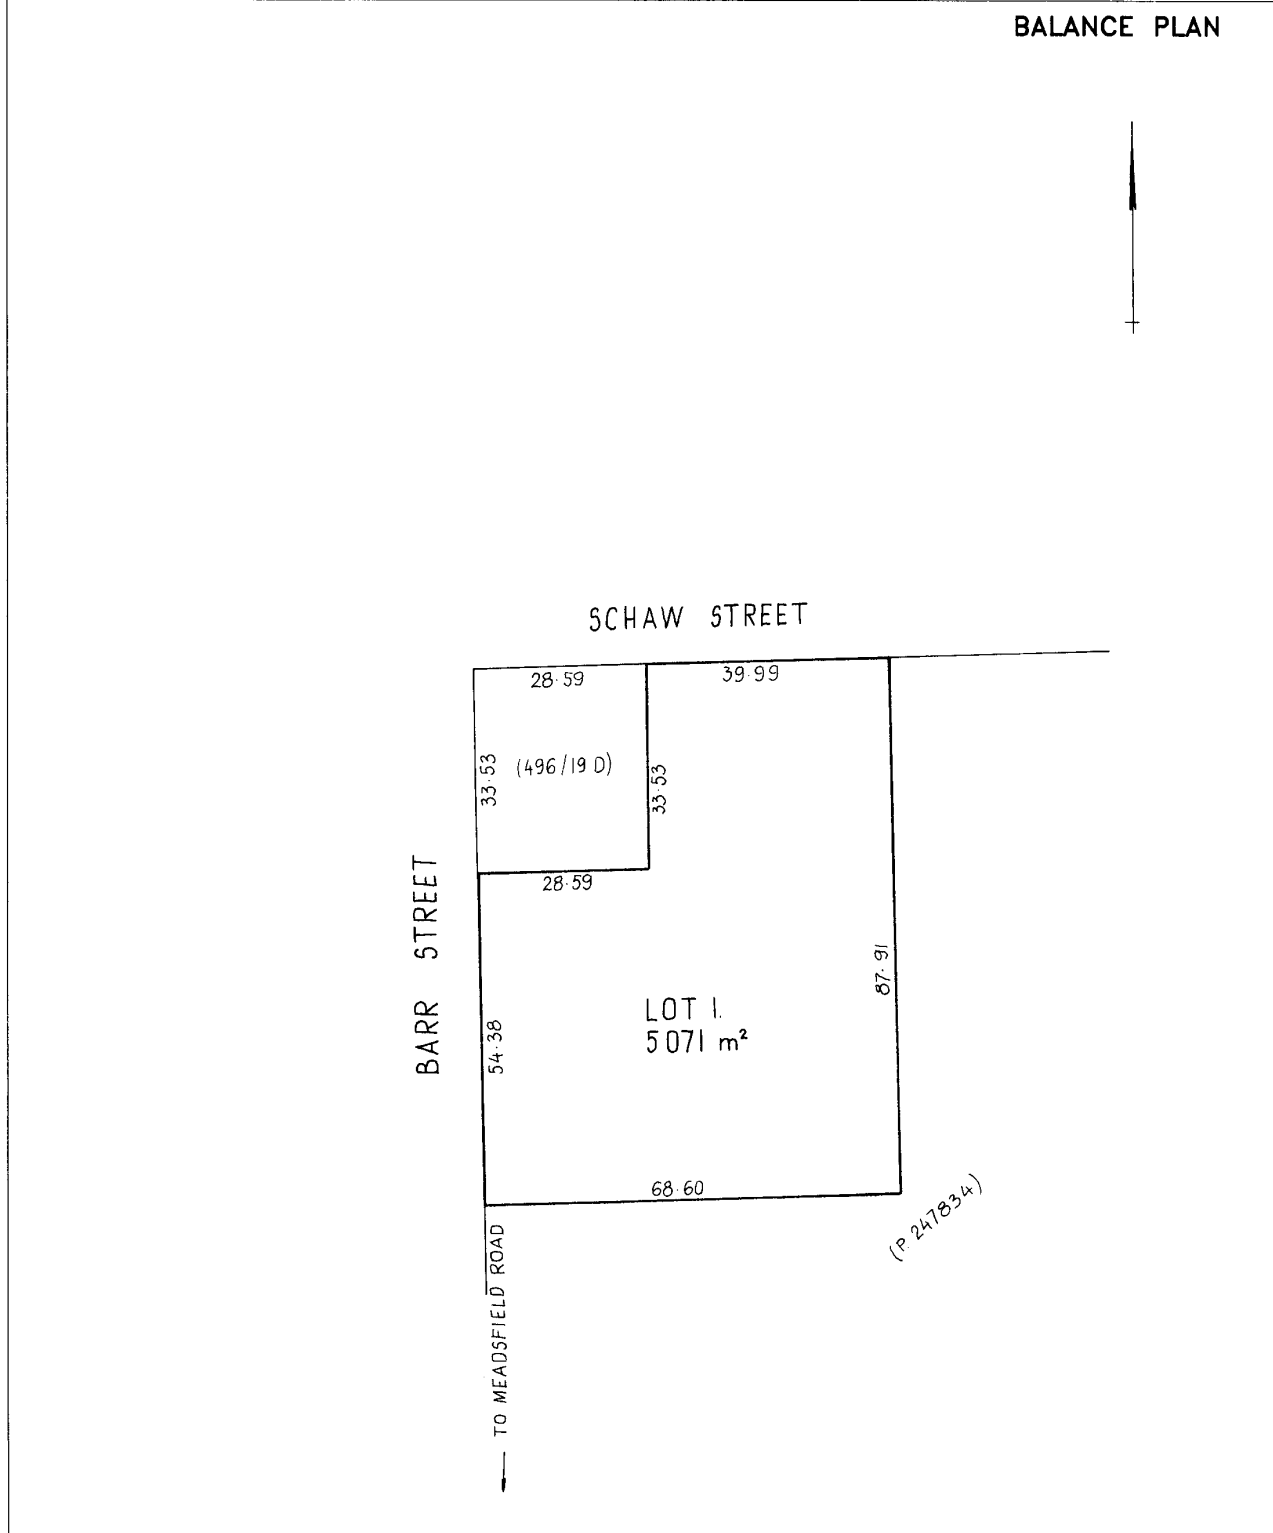 BALANCE PLAN
SCHAW STREET
28·59
39·99
33·53
(496/19 D)
33·53
28·59
BARR STREET
87·91
LOT 1.
5071 m²
54·38
68·60
(P. 247834)
TO MEADSFIELD ROAD